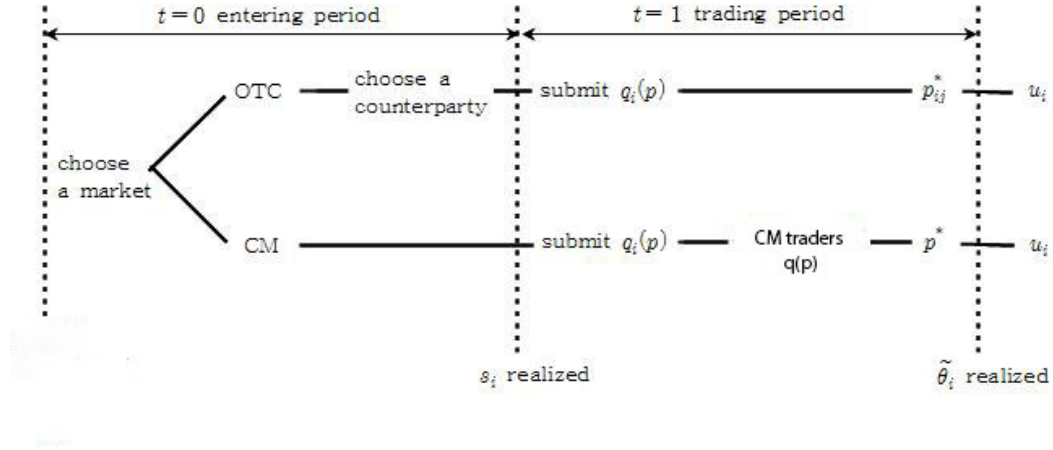 t = 0 entering period
t = 1 trading period
OTC
choose a
counterparty
submit q_i(p)
p*_{ij}
u_i
choose
a market
CM
submit q_i(p)
CM traders
q(p)
p*
u_i
s_i realized
θ̃_i realized